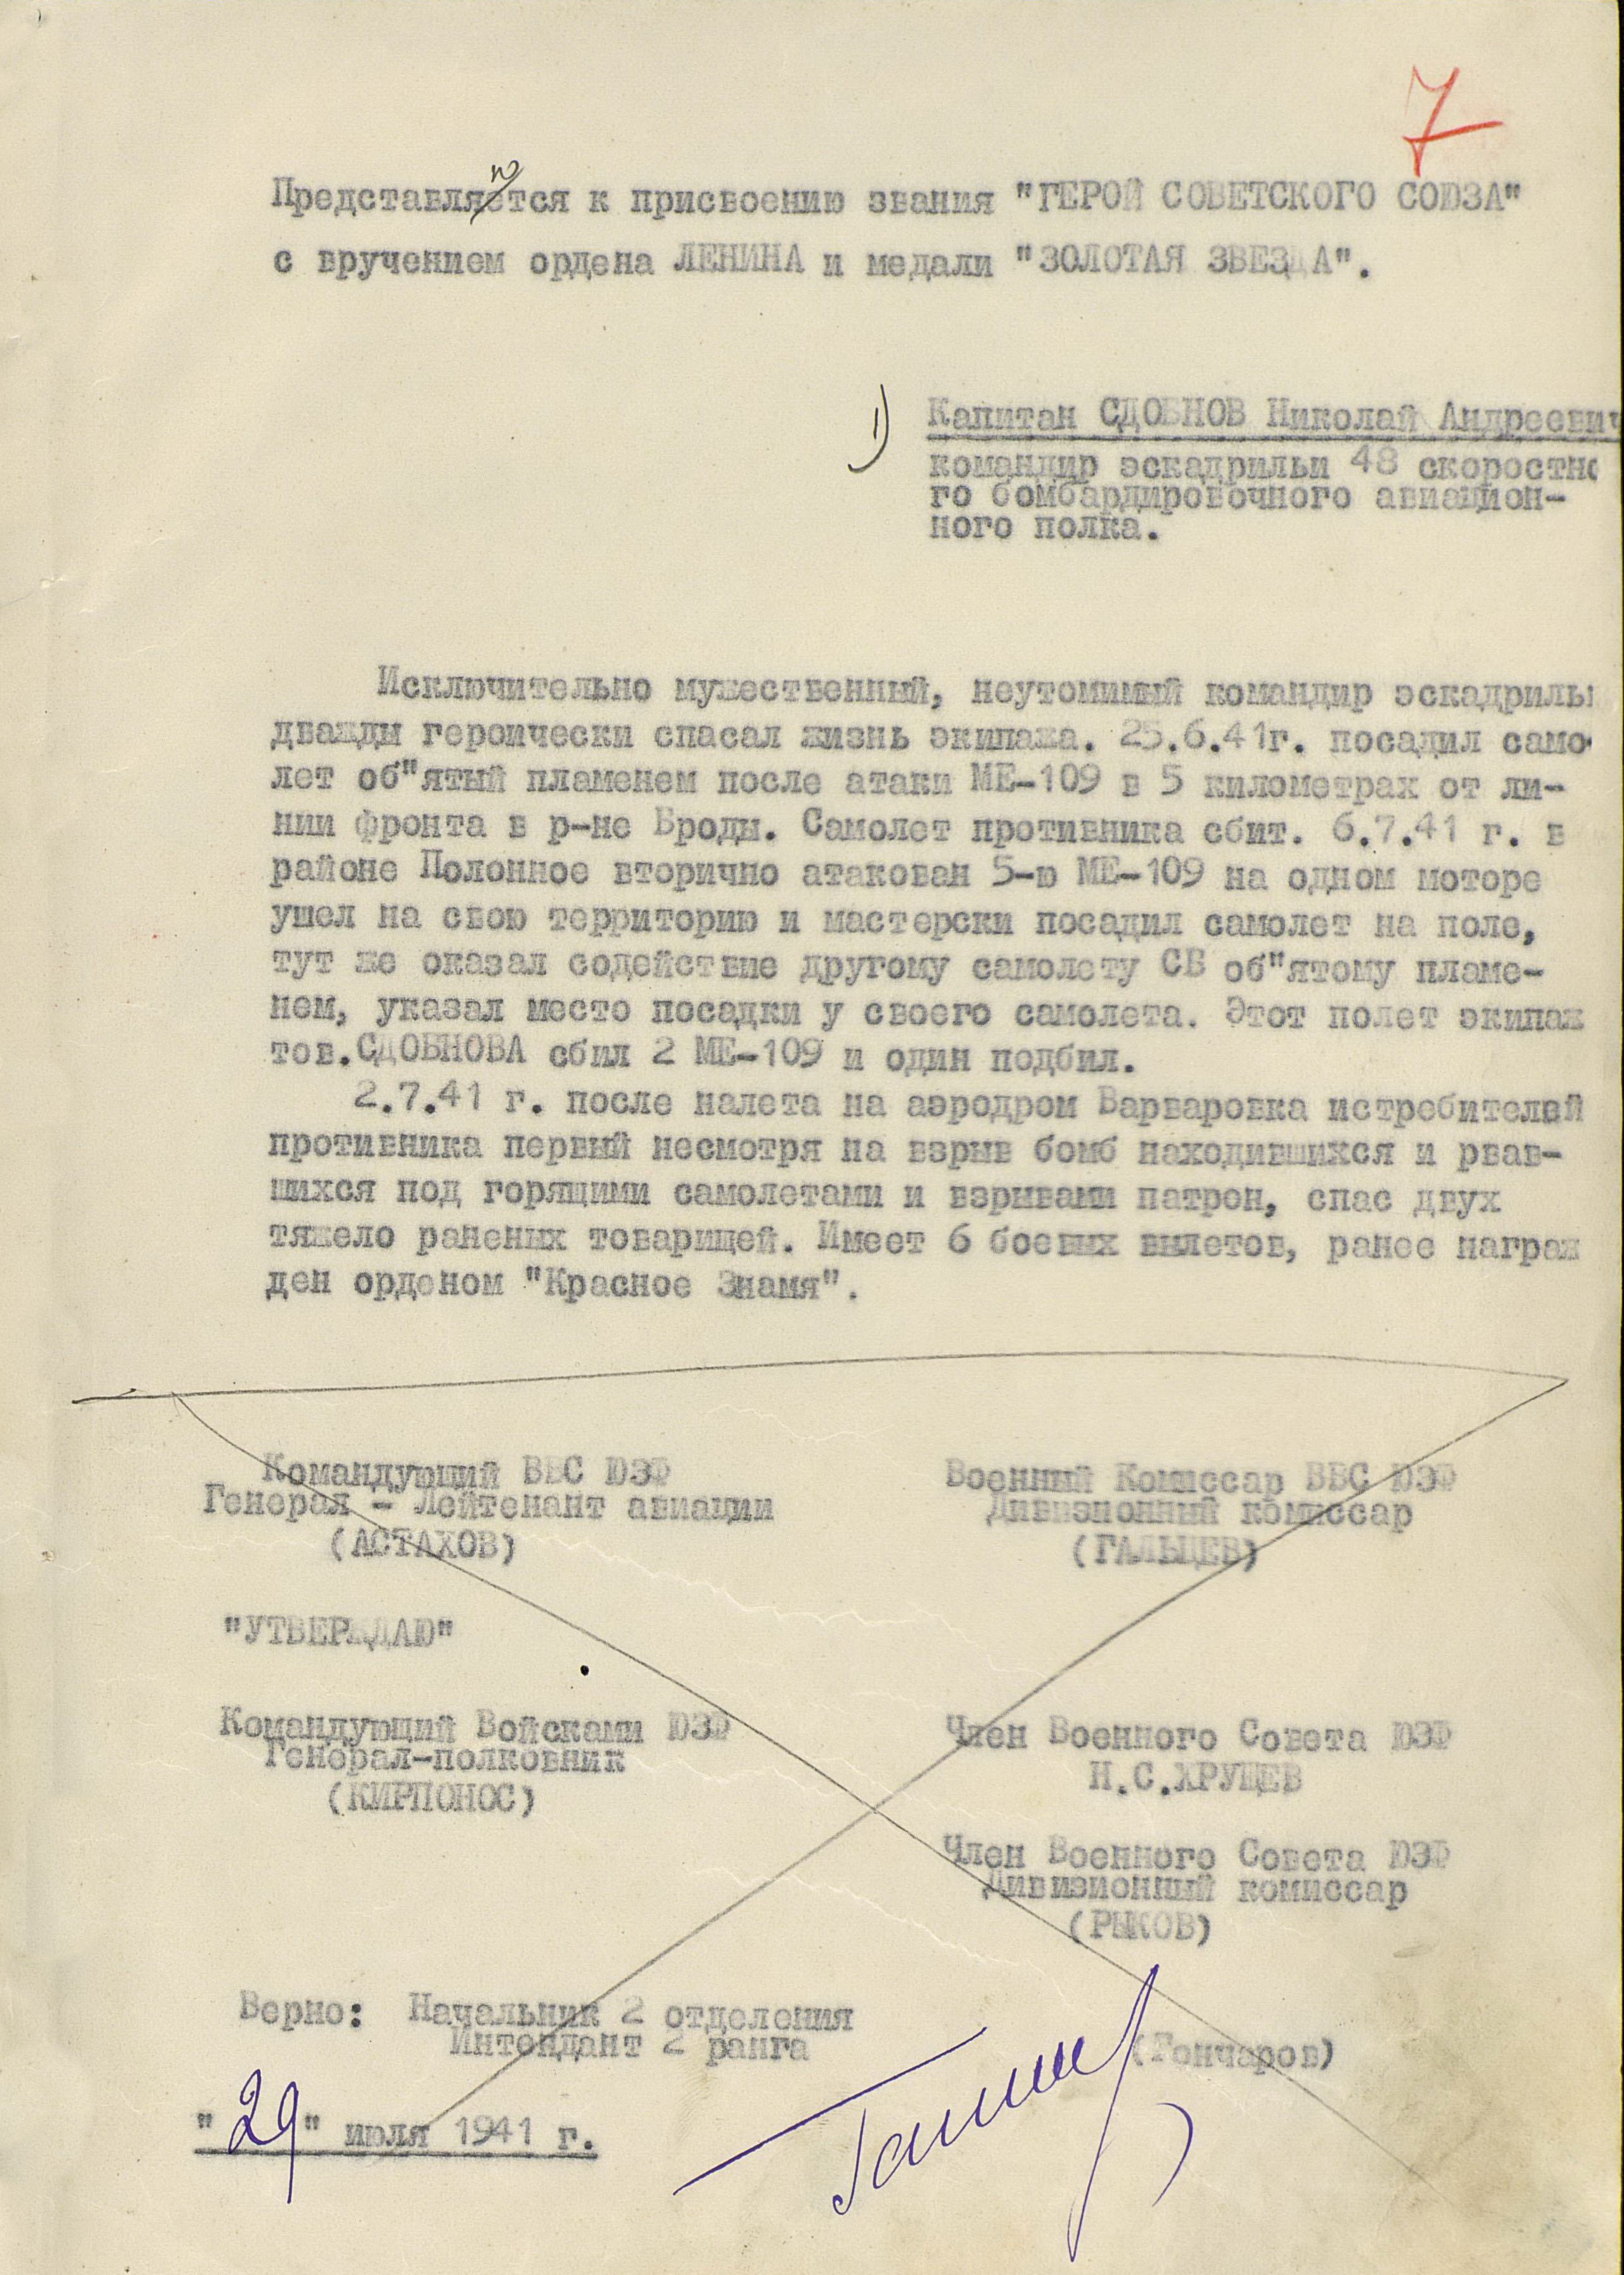 7
Представляется к присвоению звания "ГЕРОЙ СОВЕТСКОГО СОЮЗА"
с вручением ордена ЛЕНИНА и медали "ЗОЛОТАЯ ЗВЕЗДА".
1) Капитан СДОБНОВ Николай Андреевич
командир эскадрильи 48 скоростно
го бомбардировочного авиацион-
ного полка.
Исключительно мужественный, неутомимый командир эскадрильи
дважды героически спасал жизнь экипажа. 25.6.41г. посадил само-
лет об"ятый пламенем после атаки МЕ-109 в 5 километрах от ли-
нии фронта в р-не Броды. Самолет противника сбит. 6.7.41 г. в
районе Полонное вторично атакован 5-ю МЕ-109 на одном моторе
ушел на свою территорию и мастерски посадил самолет на поле,
тут же оказал содействие другому самолету СБ об"ятому пламе-
нем, указал место посадки у своего самолета. Этот полет экипаж
тов.СДОБНОВА сбил 2 МЕ-109 и один подбил.
2.7.41 г. после налета на аэродром Варваровка истребителей
противника первый несмотря на взрыв бомб находившихся и рвав-
шихся под горящими самолетами и взрывами патрон, спас двух
тяжело раненых товарищей. Имеет 6 боевых вылетов, ранее награж
ден орденом "Красное Знамя".
Командующий ВВС ЮЗФ
Генерал - Лейтенант авиации
(АСТАХОВ)
Военный Комиссар ВВС ЮЗФ
Дивизионный комиссар
(ГАЛЬЦЕВ)
"УТВЕРЖДАЮ"
Командующий Войсками ЮЗФ
Генерал-полковник
(КИРПОНОС)
Член Военного Совета ЮЗФ
Н.С.ХРУЩЕВ
Член Военного Совета ЮЗФ
Дивизионный комиссар
(РЫКОВ)
Верно: Начальник 2 отделения
Интендант 2 ранга
(Гончаров)
"29" июля 1941 г.